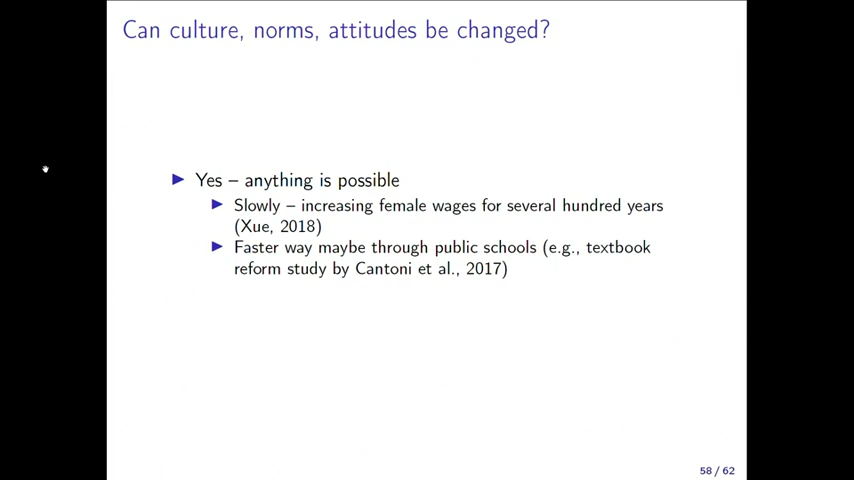 Can culture, norms, attitudes be changed?
Yes – anything is possible
Slowly – increasing female wages for several hundred years
(Xue, 2018)
Faster way maybe through public schools (e.g., textbook
reform study by Cantoni et al., 2017)
58 / 62